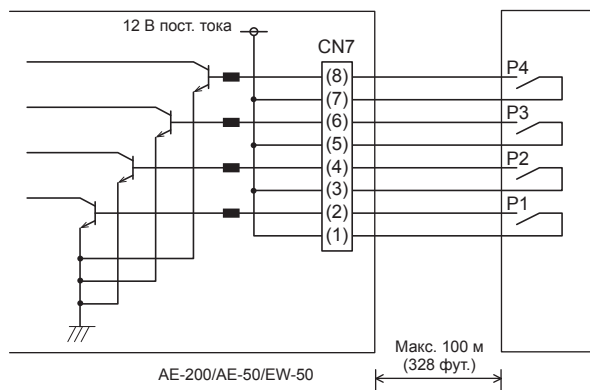 12 В пост. тока
CN7
(8)
(7)
(6)
(5)
(4)
(3)
(2)
(1)
P4
P3
P2
P1
AE-200/AE-50/EW-50
Макс. 100 м
(328 фут.)